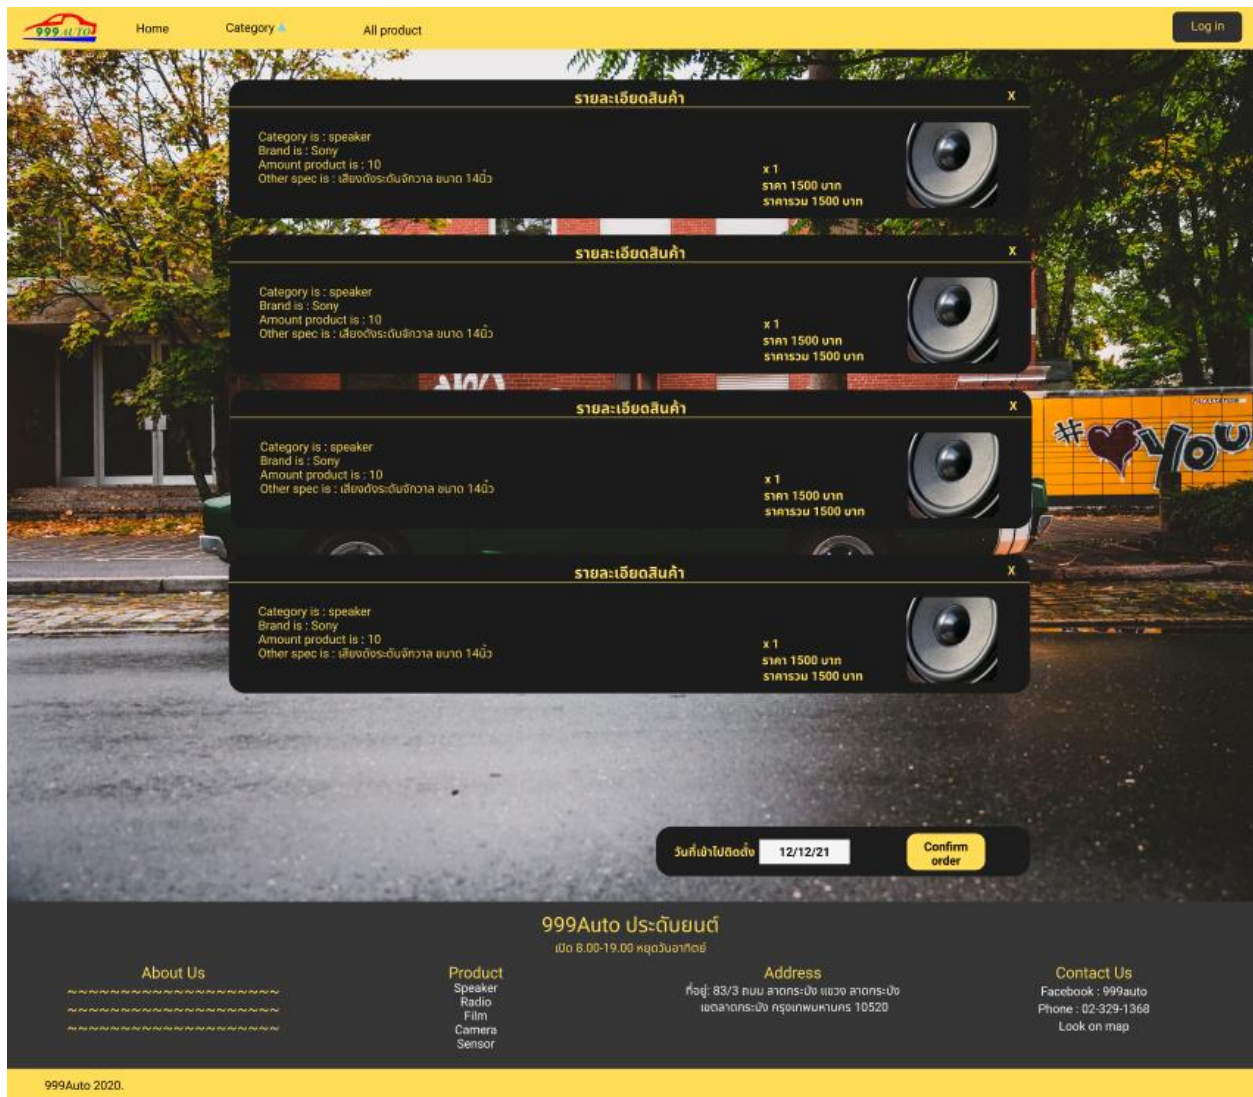 999 AUTO
Home
Category
All product
Log in
รายละเอียดสินค้า
X
Category is : speaker
Brand is : Sony
Amount product is : 10
Other spec is : เสียงดังระดับจักวาล ขนาด 14นิ้ว
x 1
ราคา 1500 บาท
ราคารวม 1500 บาท
รายละเอียดสินค้า
X
Category is : speaker
Brand is : Sony
Amount product is : 10
Other spec is : เสียงดังระดับจักวาล ขนาด 14นิ้ว
x 1
ราคา 1500 บาท
ราคารวม 1500 บาท
รายละเอียดสินค้า
X
Category is : speaker
Brand is : Sony
Amount product is : 10
Other spec is : เสียงดังระดับจักวาล ขนาด 14นิ้ว
x 1
ราคา 1500 บาท
ราคารวม 1500 บาท
# YOU
รายละเอียดสินค้า
X
Category is : speaker
Brand is : Sony
Amount product is : 10
Other spec is : เสียงดังระดับจักวาล ขนาด 14นิ้ว
x 1
ราคา 1500 บาท
ราคารวม 1500 บาท
วันที่เข้าไปติดตั้ง
12/12/21
Confirm
order
999Auto ประดับยนต์
เปิด 8.00-19.00 หยุดวันอาทิตย์
About Us
~~~~~~~~~~~~~~~~~~~~
~~~~~~~~~~~~~~~~~~~~
~~~~~~~~~~~~~~~~~~~~
Product
Speaker
Radio
Film
Camera
Sensor
Address
ที่อยู่: 83/3 ถนน ลาดกระบัง แขวง ลาดกระบัง
เขตลาดกระบัง กรุงเทพมหานคร 10520
Contact Us
Facebook : 999auto
Phone : 02-329-1368
Look on map
999Auto 2020.